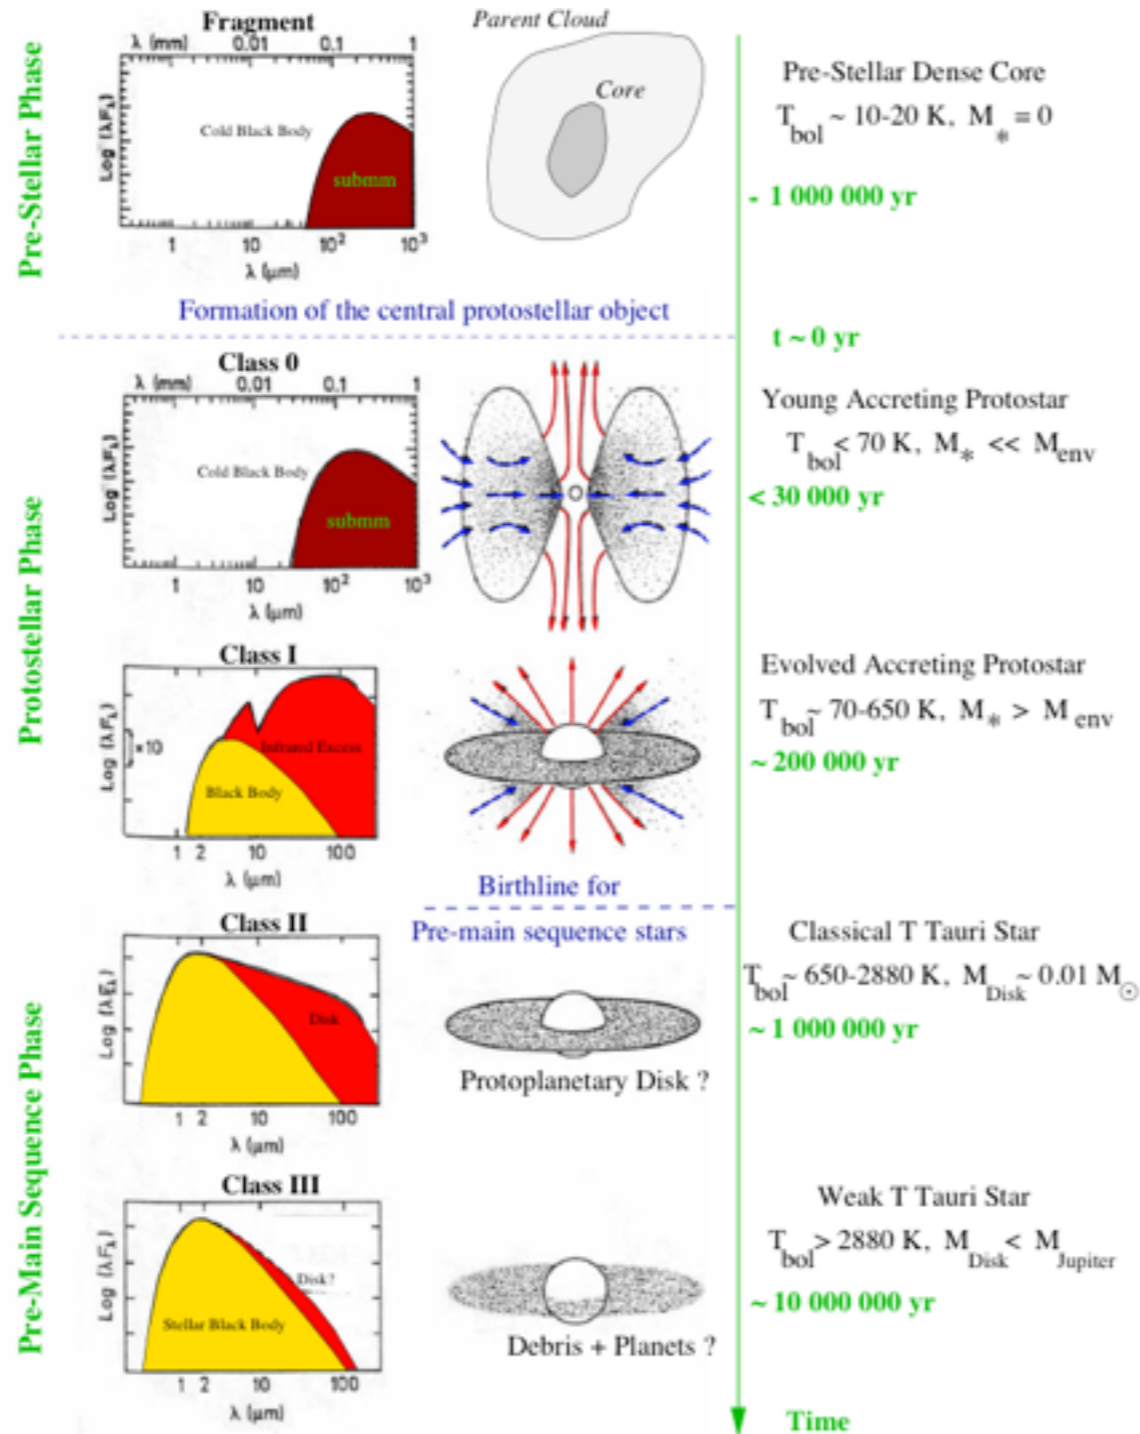 Pre-Stellar Phase
Fragment
λ (mm) 0.01 0.1 1
Log (λF_λ)
Cold Black Body
submm
1 10 10² 10³
λ (μm)
Parent Cloud
Core
Pre-Stellar Dense Core
T_bol ~ 10-20 K, M_* = 0
- 1 000 000 yr
Formation of the central protostellar object
t ~ 0 yr
Protostellar Phase
Class 0
λ (mm) 0.01 0.1 1
Log (λF_λ)
Cold Black Body
submm
1 10 10² 10³
λ (μm)
Young Accreting Protostar
T_bol < 70 K, M_* << M_env
< 30 000 yr
Class I
Log (λF_λ)
×10
Infrared Excess
Black Body
1 2 10 100
λ (μm)
Evolved Accreting Protostar
T_bol ~ 70-650 K, M_* > M_env
~ 200 000 yr
Birthline for
Pre-main sequence stars
Pre-Main Sequence Phase
Class II
Log (λF_λ)
Disk
1 2 10 100
λ (μm)
Protoplanetary Disk ?
Classical T Tauri Star
T_bol ~ 650-2880 K, M_Disk ~ 0.01 M_☉
~ 1 000 000 yr
Class III
Log (λF_λ)
Disk?
Stellar Black Body
1 2 10 100
λ (μm)
Debris + Planets ?
Weak T Tauri Star
T_bol > 2880 K, M_Disk < M_Jupiter
~ 10 000 000 yr
Time